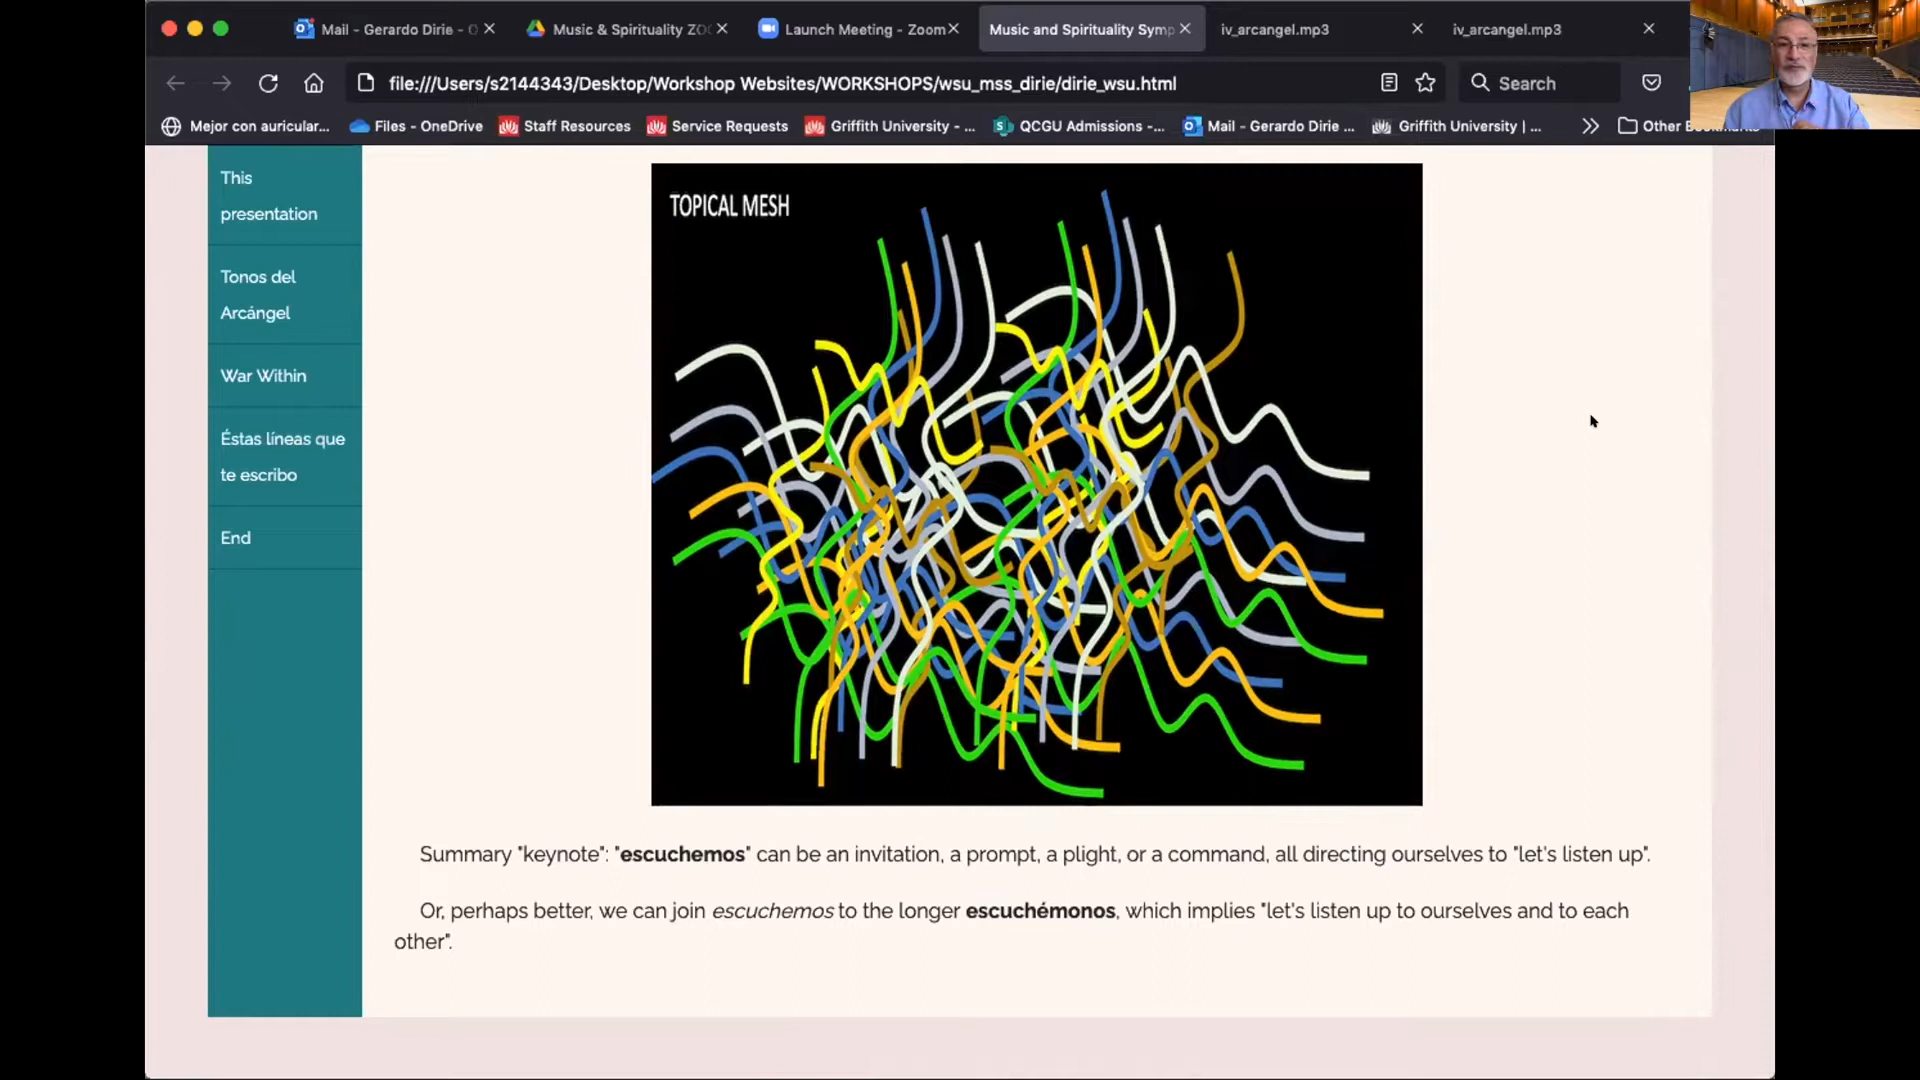 Mail - Gerardo Dirie - O
Music & Spirituality ZOO
Launch Meeting - Zoom
Music and Spirituality Symp
iv_arcangel.mp3
iv_arcangel.mp3
file:///Users/s2144343/Desktop/Workshop Websites/WORKSHOPS/wsu_mss_dirie/dirie_wsu.html
Search
Mejor con auricular...
Files - OneDrive
Staff Resources
Service Requests
Griffith University - ...
QCGU Admissions -...
Mail - Gerardo Dirie ...
Griffith University | ...
Other Bookmarks
This
presentation
Tonos del
Arcángel
War Within
Éstas líneas que
te escribo
End
TOPICAL MESH
Summary "keynote": "escuchemos" can be an invitation, a prompt, a plight, or a command, all directing ourselves to "let's listen up".
Or, perhaps better, we can join escuchemos to the longer escuchémonos, which implies "let's listen up to ourselves and to each
other".